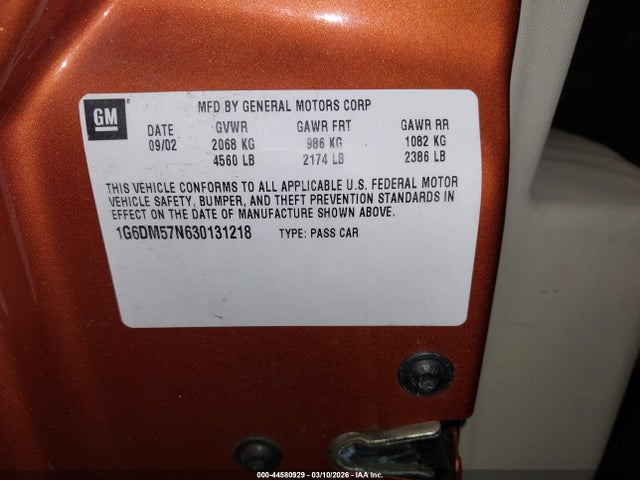 GM
MFD BY GENERAL MOTORS CORP
DATE GVWR GAWR FRT GAWR RR
09/02 2068 KG 986 KG 1082 KG
4560 LB 2174 LB 2386 LB
THIS VEHICLE CONFORMS TO ALL APPLICABLE U.S. FEDERAL MOTOR
VEHICLE SAFETY, BUMPER, AND THEFT PREVENTION STANDARDS IN
EFFECT ON THE DATE OF MANUFACTURE SHOWN ABOVE.
1G6DM57N630131218 TYPE: PASS CAR
000-44580929 - 03/10/2026 - © IAA Inc.